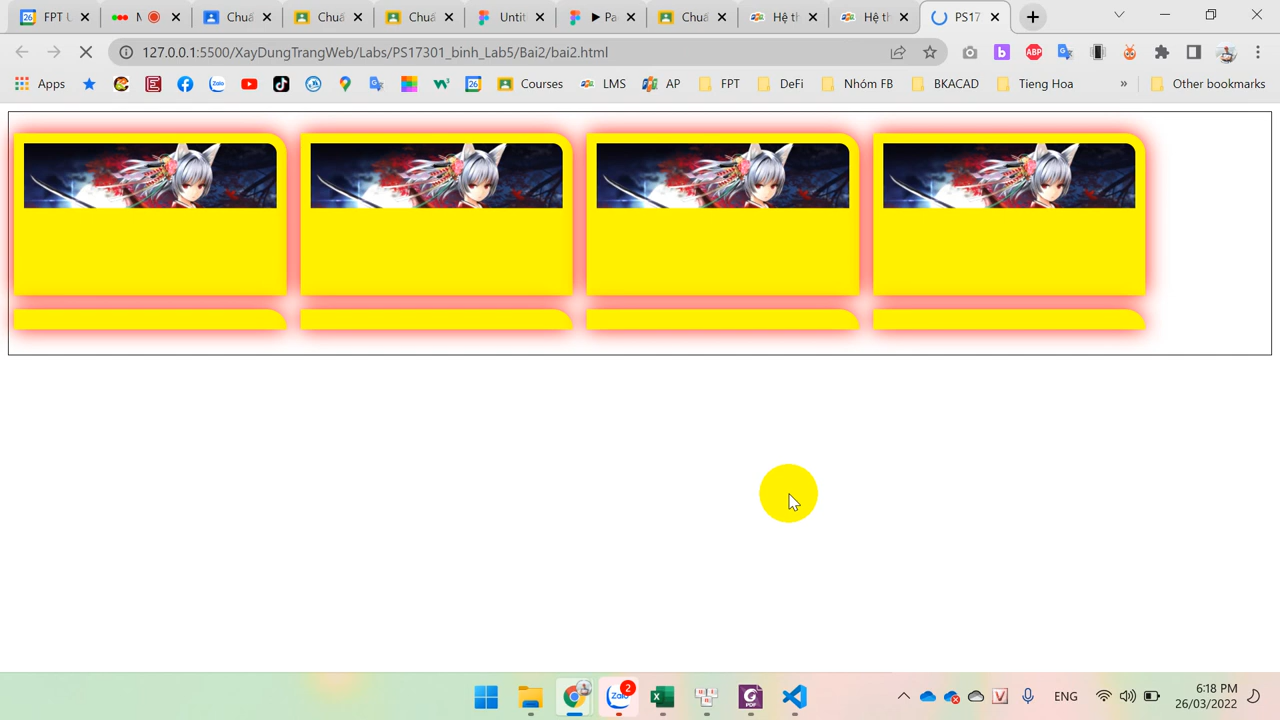 FPT U
M
Chuẩ
Chuẩ
Chuẩ
Untit
▶ Pa
Chuẩ
Hệ th
Hệ th
PS17
127.0.0.1:5500/XayDungTrangWeb/Labs/PS17301_binh_Lab5/Bai2/bai2.html
Apps
Courses
LMS
AP
FPT
DeFi
Nhóm FB
BKACAD
Tieng Hoa
»
Other bookmarks
ENG
6:18 PM
26/03/2022